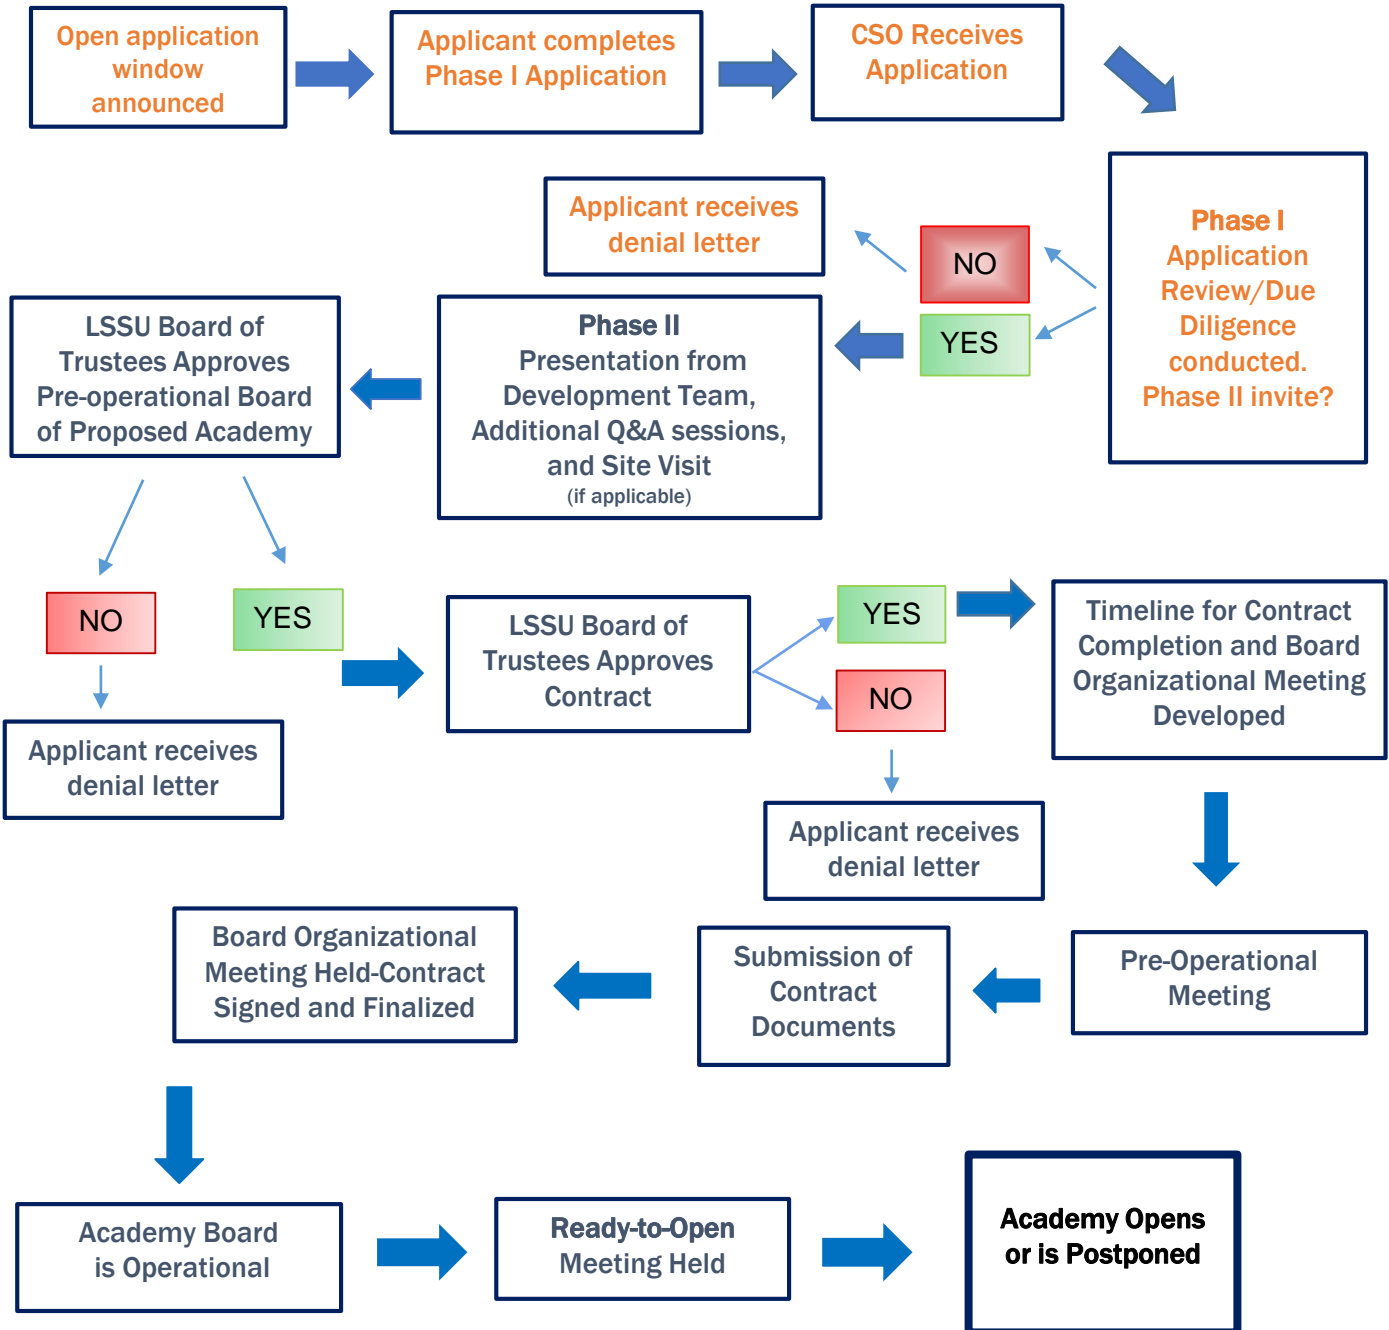 Open application
window
announced
Applicant completes
Phase I Application
CSO Receives
Application
Phase I
Application
Review/Due
Diligence
conducted.
Phase II invite?
NO
Applicant receives
denial letter
YES
Phase II
Presentation from
Development Team,
Additional Q&A sessions,
and Site Visit
(if applicable)
LSSU Board of
Trustees Approves
Pre-operational Board
of Proposed Academy
NO
Applicant receives
denial letter
YES
LSSU Board of
Trustees Approves
Contract
YES
NO
Applicant receives
denial letter
Timeline for Contract
Completion and Board
Organizational Meeting
Developed
Pre-Operational
Meeting
Submission of
Contract
Documents
Board Organizational
Meeting Held-Contract
Signed and Finalized
Academy Board
is Operational
Ready-to-Open
Meeting Held
Academy Opens
or is Postponed